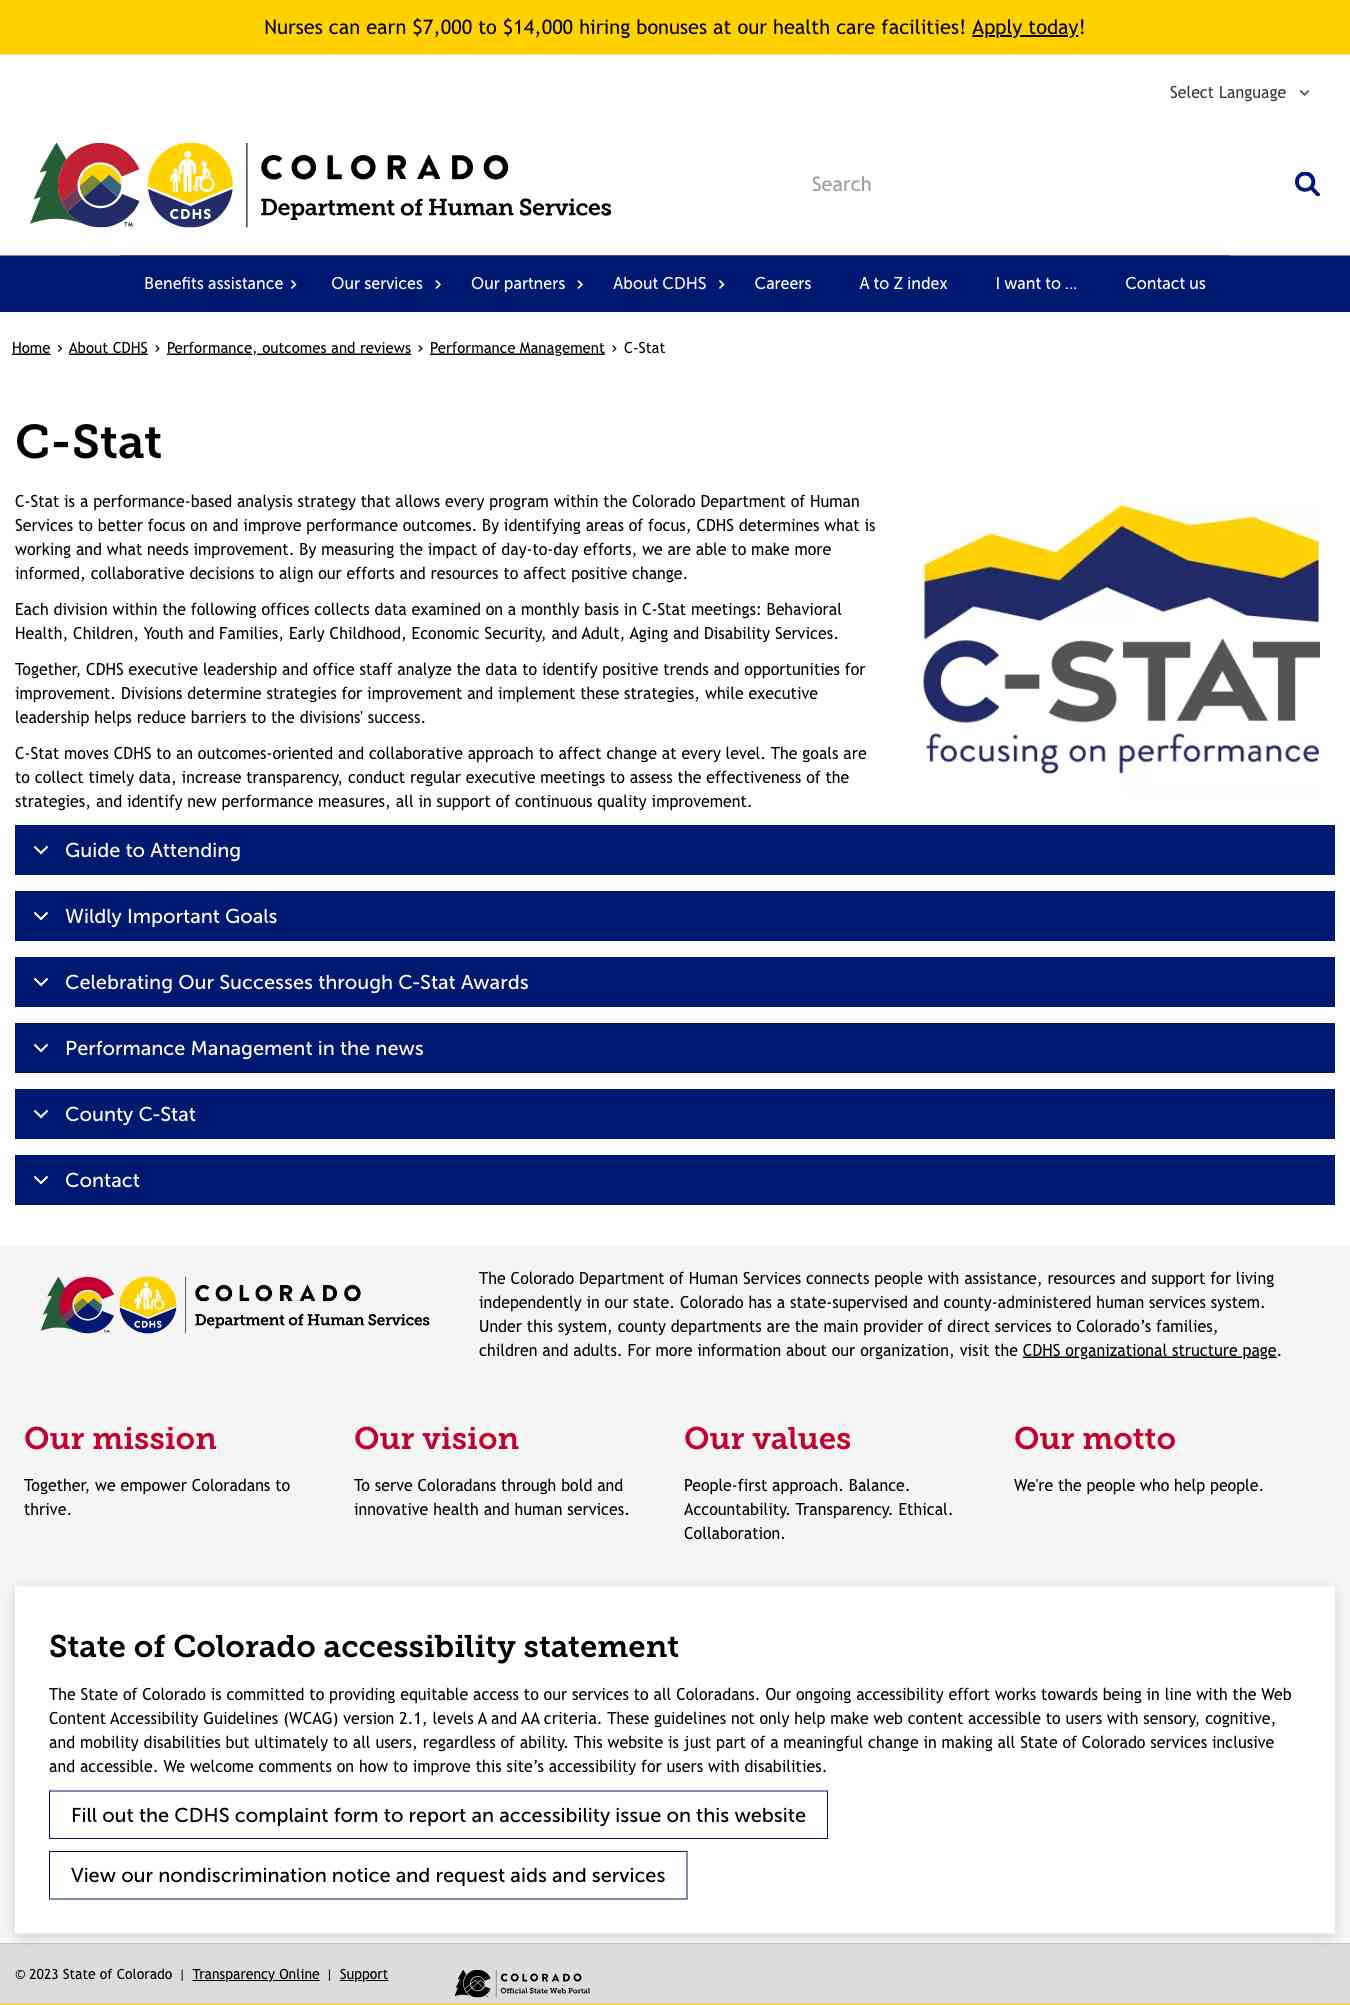 Nurses can earn $7,000 to $14,000 hiring bonuses at our health care facilities! Apply today!
Select Language
COLORADO
Department of Human Services
CDHS
TM
Search
Benefits assistance
Our services
Our partners
About CDHS
Careers
A to Z index
I want to ...
Contact us
Home › About CDHS › Performance, outcomes and reviews › Performance Management › C-Stat
C-Stat
C-Stat is a performance-based analysis strategy that allows every program within the Colorado Department of Human
Services to better focus on and improve performance outcomes. By identifying areas of focus, CDHS determines what is
working and what needs improvement. By measuring the impact of day-to-day efforts, we are able to make more
informed, collaborative decisions to align our efforts and resources to affect positive change.
Each division within the following offices collects data examined on a monthly basis in C-Stat meetings: Behavioral
Health, Children, Youth and Families, Early Childhood, Economic Security, and Adult, Aging and Disability Services.
Together, CDHS executive leadership and office staff analyze the data to identify positive trends and opportunities for
improvement. Divisions determine strategies for improvement and implement these strategies, while executive
leadership helps reduce barriers to the divisions' success.
C-Stat moves CDHS to an outcomes-oriented and collaborative approach to affect change at every level. The goals are
to collect timely data, increase transparency, conduct regular executive meetings to assess the effectiveness of the
strategies, and identify new performance measures, all in support of continuous quality improvement.
C-STAT
focusing on performance
Guide to Attending
Wildly Important Goals
Celebrating Our Successes through C-Stat Awards
Performance Management in the news
County C-Stat
Contact
COLORADO
Department of Human Services
CDHS
TM
The Colorado Department of Human Services connects people with assistance, resources and support for living
independently in our state. Colorado has a state-supervised and county-administered human services system.
Under this system, county departments are the main provider of direct services to Colorado’s families,
children and adults. For more information about our organization, visit the CDHS organizational structure page.
Our mission
Together, we empower Coloradans to
thrive.
Our vision
To serve Coloradans through bold and
innovative health and human services.
Our values
People-first approach. Balance.
Accountability. Transparency. Ethical.
Collaboration.
Our motto
We're the people who help people.
State of Colorado accessibility statement
The State of Colorado is committed to providing equitable access to our services to all Coloradans. Our ongoing accessibility effort works towards being in line with the Web
Content Accessibility Guidelines (WCAG) version 2.1, levels A and AA criteria. These guidelines not only help make web content accessible to users with sensory, cognitive,
and mobility disabilities but ultimately to all users, regardless of ability. This website is just part of a meaningful change in making all State of Colorado services inclusive
and accessible. We welcome comments on how to improve this site’s accessibility for users with disabilities.
Fill out the CDHS complaint form to report an accessibility issue on this website
View our nondiscrimination notice and request aids and services
© 2023 State of Colorado | Transparency Online | Support
COLORADO
Official State Web Portal